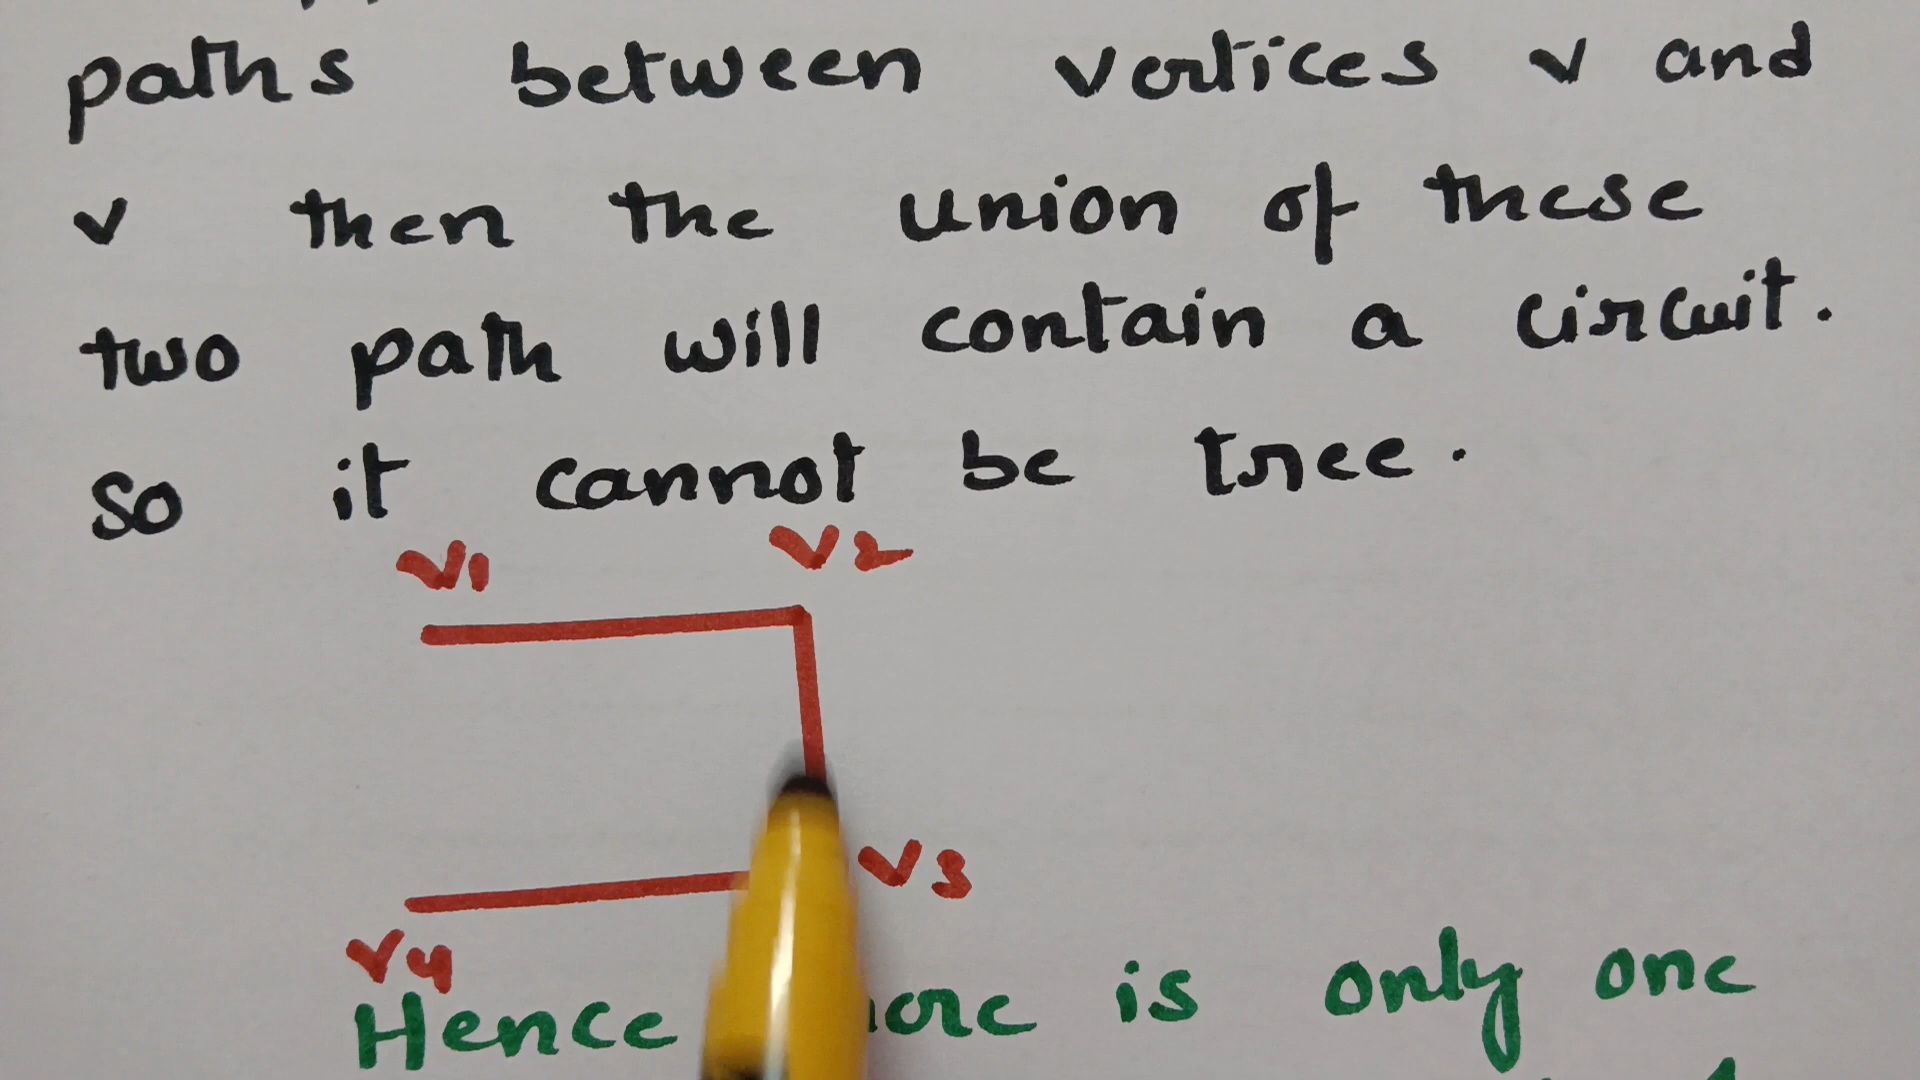 paths between vertices v and
v then the union of these
two path will contain a circuit.
So it cannot be tree.
V1 V2
V3
V4
Hence is only one